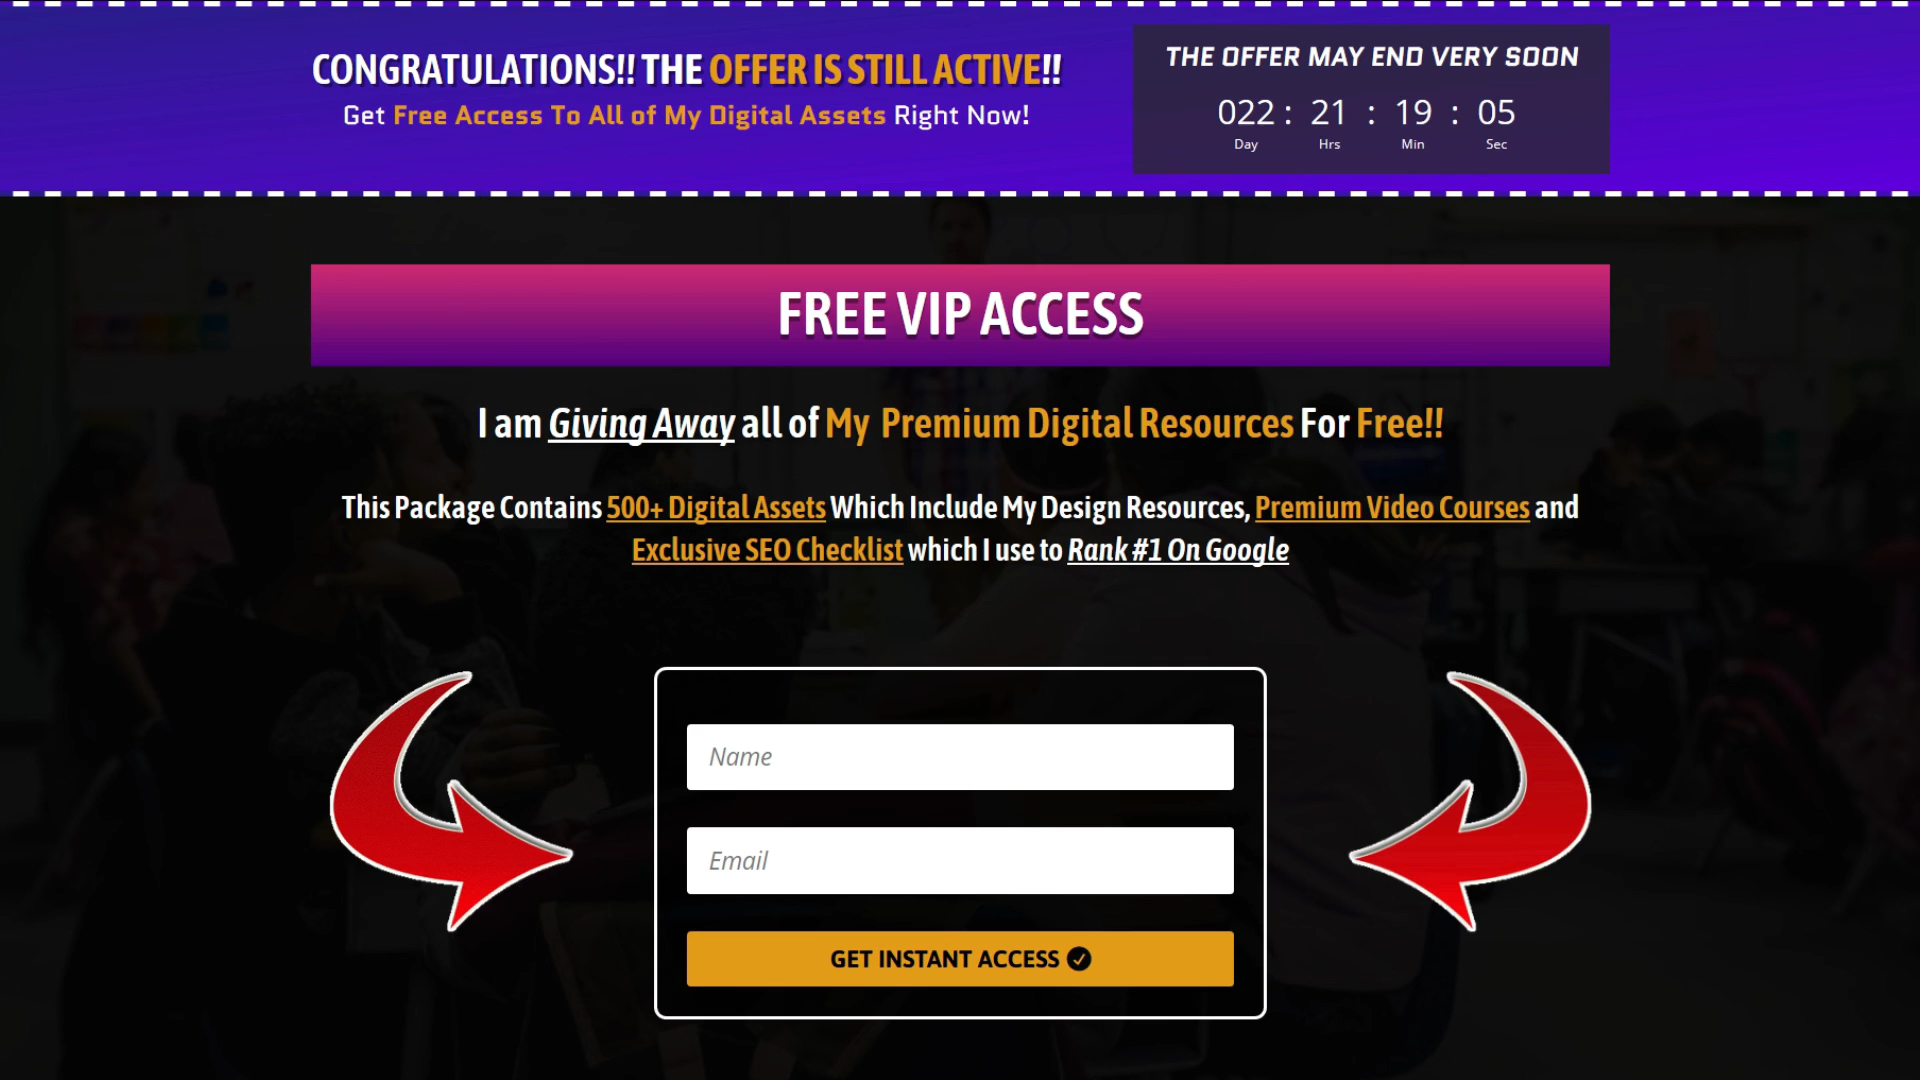 CONGRATULATIONS!! THE OFFER IS STILL ACTIVE!!
Get Free Access To All of My Digital Assets Right Now!
THE OFFER MAY END VERY SOON
022 : 21 : 19 : 05
Day Hrs Min Sec
FREE VIP ACCESS
I am Giving Away all of My Premium Digital Resources For Free!!
This Package Contains 500+ Digital Assets Which Include My Design Resources, Premium Video Courses and
Exclusive SEO Checklist which I use to Rank #1 On Google
Name
Email
GET INSTANT ACCESS